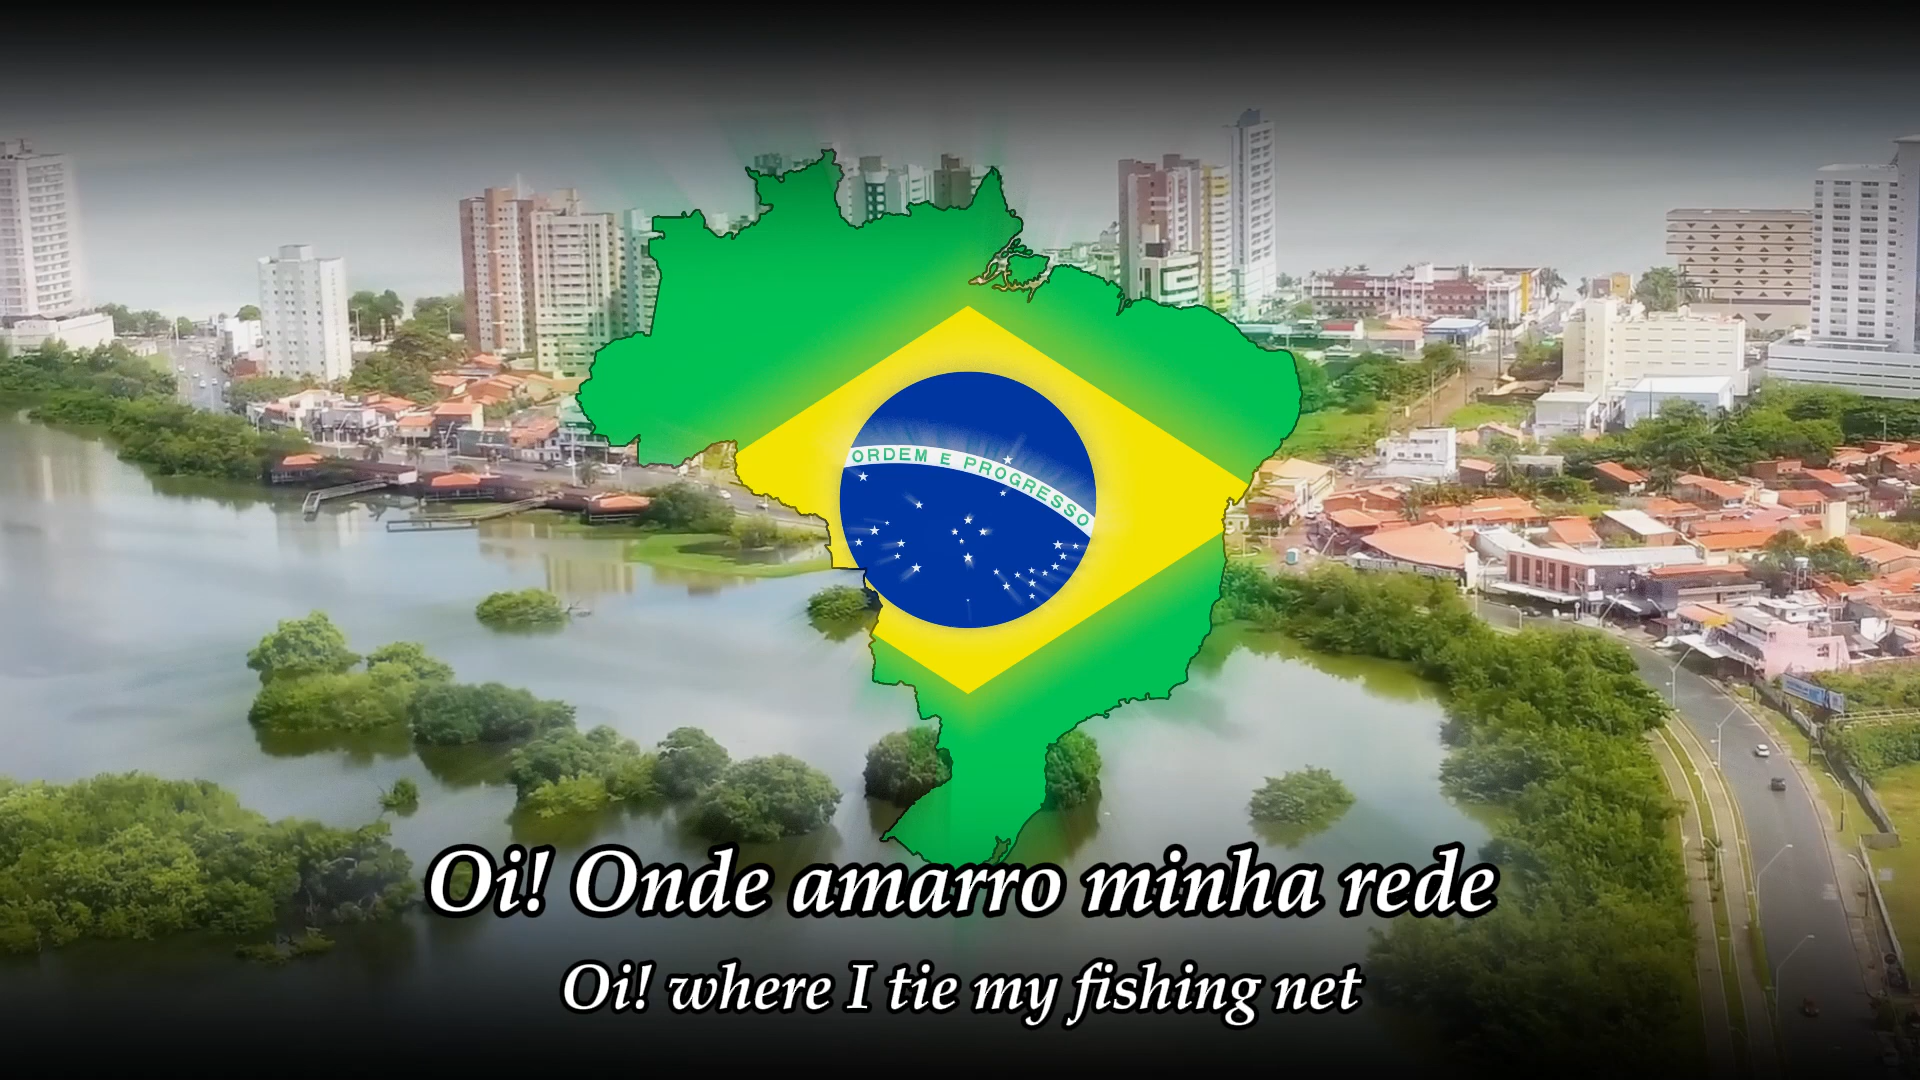 ORDEM E PROGRESSO
Oi! Onde amarro minha rede
Oi! where I tie my fishing net